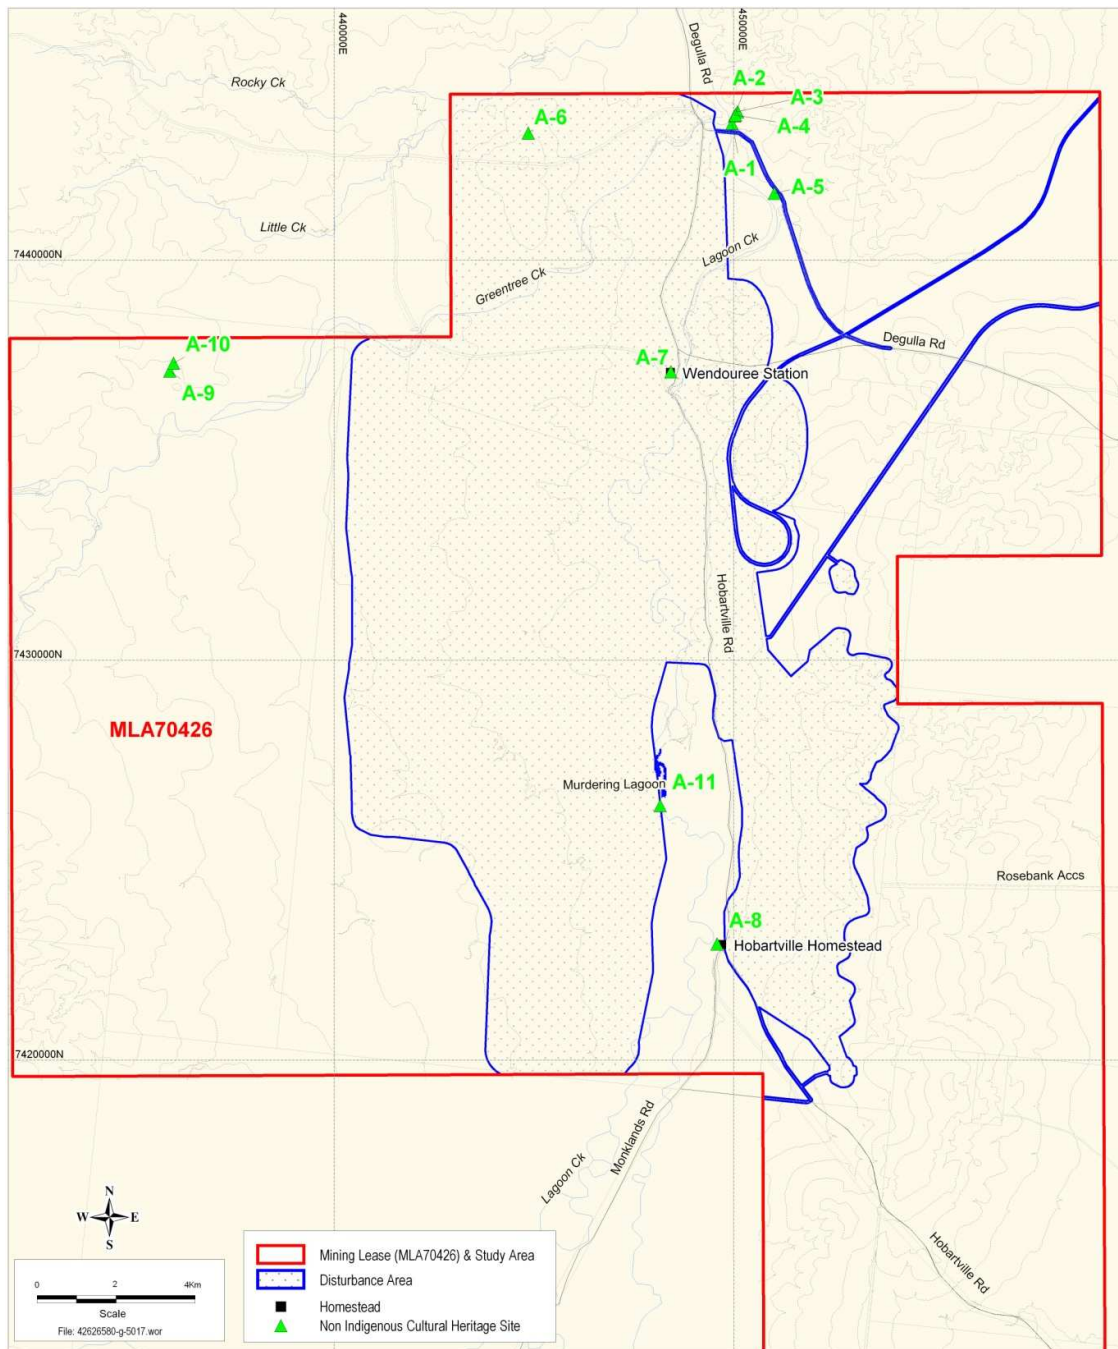 440000E
450000E
Degulla Rd
Rocky Ck
A-2
A-3
A-6
A-4
A-1
A-5
Little Ck
Lagoon Ck
7440000N
Greentree Ck
Degulla Rd
A-10
A-7
Wendouree Station
A-9
Hobartville Rd
7430000N
MLA70426
Murdering Lagoon
A-11
Rosebank Accs
A-8
Hobartville Homestead
7420000N
Monklands Rd
Lagoon Ck
Hobartville Rd
N
W E
S
0 2 4Km
Scale
File: 42626580-g-5017.wor
Mining Lease (MLA70426) & Study Area
Disturbance Area
Homestead
Non Indigenous Cultural Heritage Site